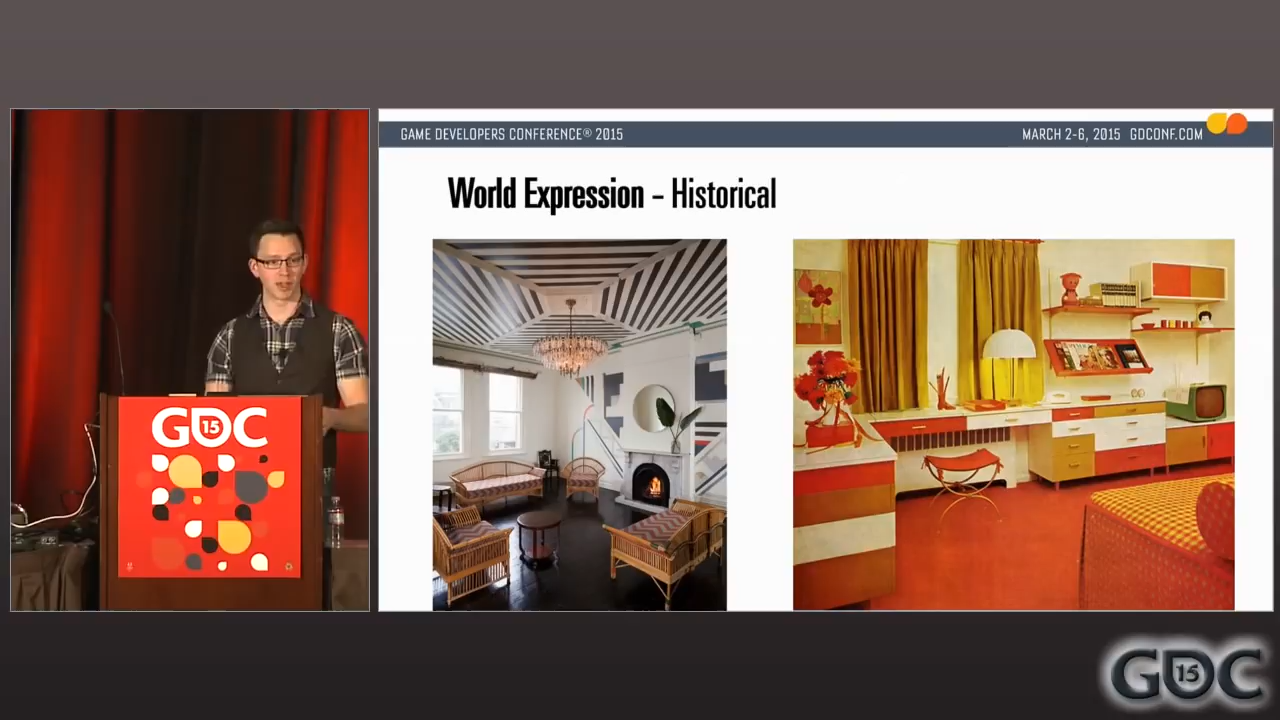 GAME DEVELOPERS CONFERENCE® 2015
MARCH 2-6, 2015 GDCONF.COM
World Expression – Historical
GDC
15
GDC
15